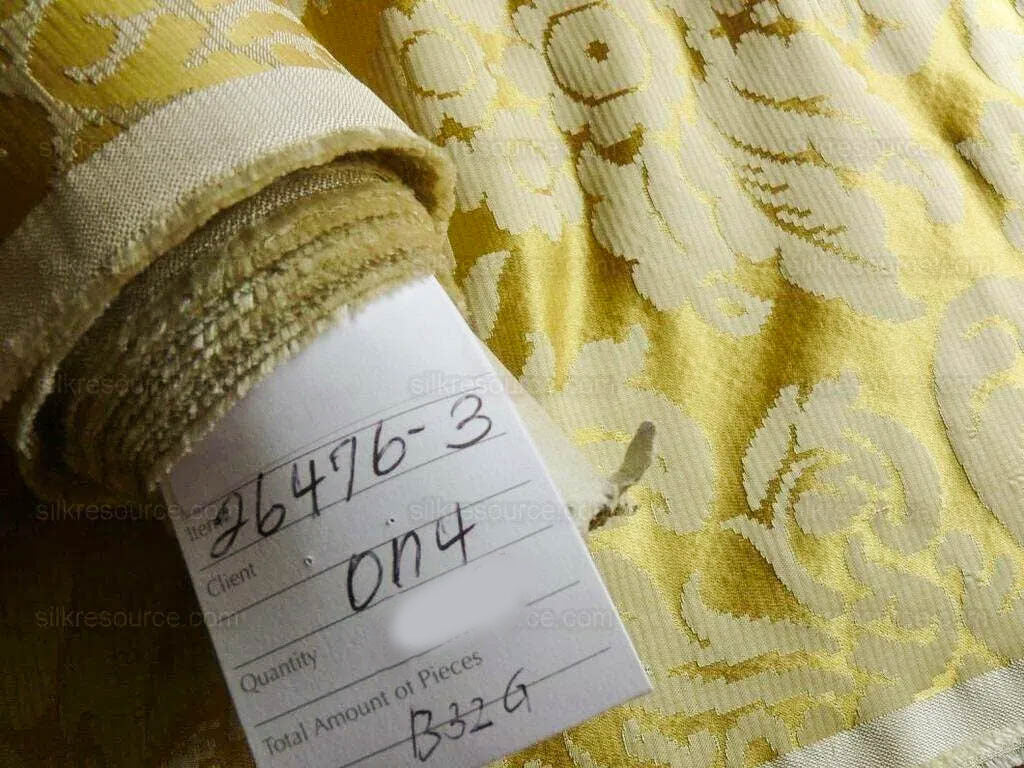 silkresource.com
Item 26476-3
Client on4
Quantity
Total Amount of Pieces
B32G